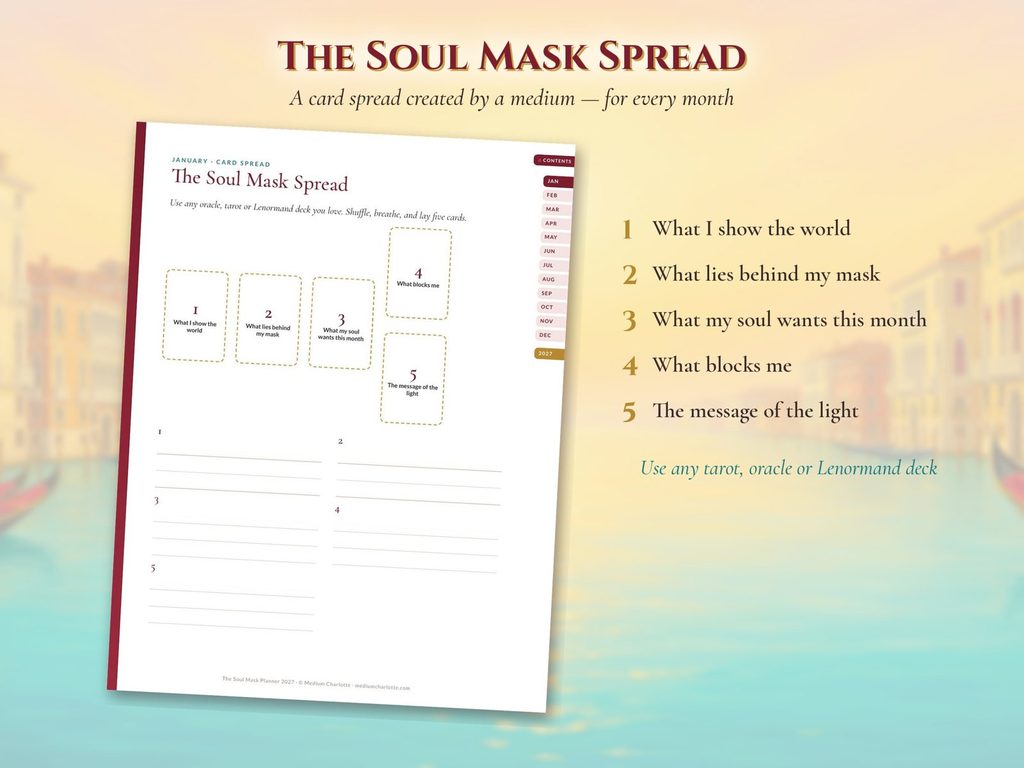 THE SOUL MASK SPREAD
A card spread created by a medium — for every month
JANUARY · CARD SPREAD
The Soul Mask Spread
Use any oracle, tarot or Lenormand deck you love. Shuffle, breathe, and lay five cards.
1
What I show the
world
2
What lies behind
my mask
3
What my soul
wants this month
4
What blocks me
5
The message of the
light
1
2
3
4
5
The Soul Mask Planner 2027 · © Medium Charlotte · mediumcharlotte.com
CONTENTS
JAN
FEB
MAR
APR
MAY
JUN
JUL
AUG
SEP
OCT
NOV
DEC
2027
1 What I show the world
2 What lies behind my mask
3 What my soul wants this month
4 What blocks me
5 The message of the light
Use any tarot, oracle or Lenormand deck